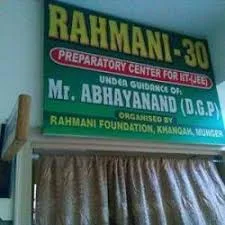 RAHMANI-30
PREPARATORY CENTER FOR IIT-(JEE)
UNDER GUIDANCE OF:
Mr. ABHAYANAND (D.G.P)
ORGANISED BY
RAHMANI FOUNDATION, KHANQAH, MUNGER